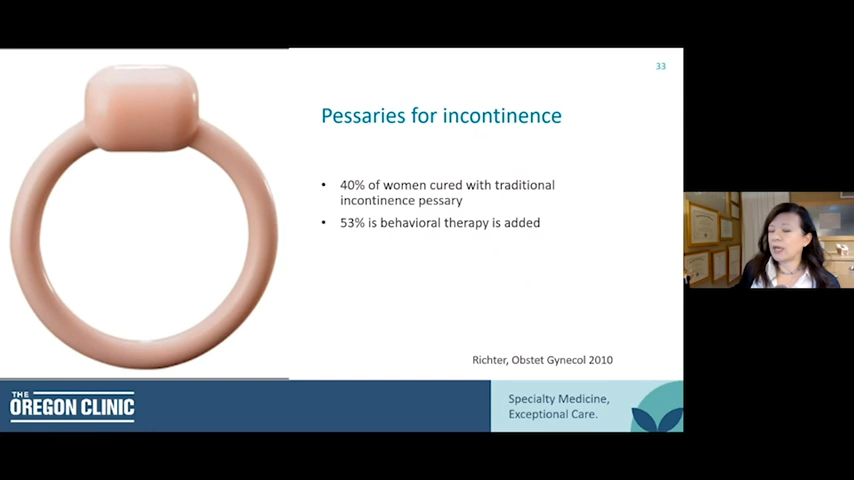 33
Pessaries for incontinence
• 40% of women cured with traditional
incontinence pessary
• 53% is behavioral therapy is added
Richter, Obstet Gynecol 2010
THE
OREGON CLINIC
Specialty Medicine,
Exceptional Care.